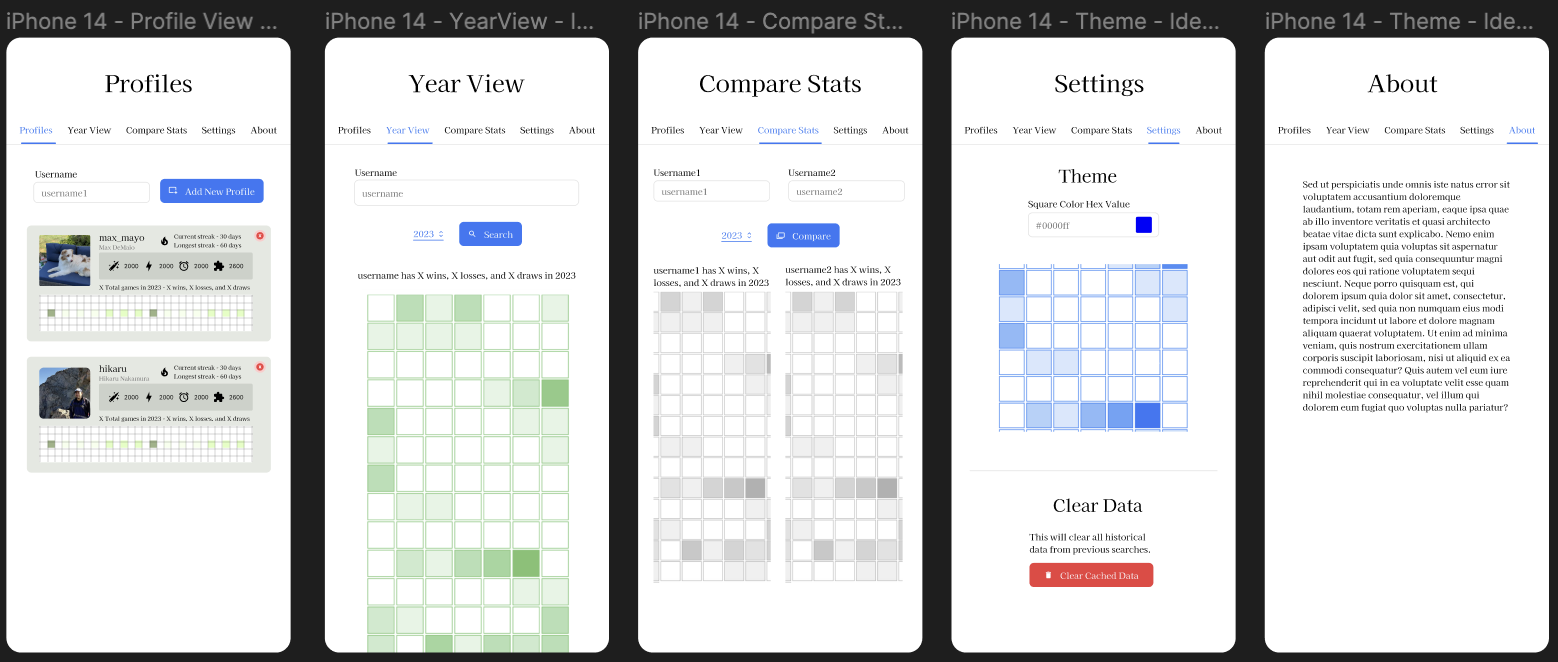 iPhone 14 - Profile View ...
Profiles
Profiles Year View Compare Stats Settings About
Username
username1
Add New Profile
max_mayo
Max DeMaio
Current streak - 30 days
Longest streak - 60 days
2000 2000 2000 2600
X Total games in 2023 - X wins, X losses, and X draws
hikaru
Hikaru Nakamura
Current streak - 30 days
Longest streak - 60 days
2000 2000 2000 2600
X Total games in 2023 - X wins, X losses, and X draws
iPhone 14 - YearView - I...
Year View
Profiles Year View Compare Stats Settings About
Username
username
2023
Search
username has X wins, X losses, and X draws in 2023
iPhone 14 - Compare St...
Compare Stats
Profiles Year View Compare Stats Settings About
Username1
username1
Username2
username2
2023
Compare
username1 has X wins, X
losses, and X draws in 2023
username2 has X wins, X
losses, and X draws in 2023
iPhone 14 - Theme - Ide...
Settings
Profiles Year View Compare Stats Settings About
Theme
Square Color Hex Value
#0000ff
Clear Data
This will clear all historical
data from previous searches.
Clear Cached Data
iPhone 14 - Theme - Ide...
About
Profiles Year View Compare Stats Settings About
Sed ut perspiciatis unde omnis iste natus error sit
voluptatem accusantium doloremque
laudantium, totam rem aperiam, eaque ipsa quae
ab illo inventore veritatis et quasi architecto
beatae vitae dicta sunt explicabo. Nemo enim
ipsam voluptatem quia voluptas sit aspernatur
aut odit aut fugit, sed quia consequuntur magni
dolores eos qui ratione voluptatem sequi
nesciunt. Neque porro quisquam est, qui
dolorem ipsum quia dolor sit amet, consectetur,
adipisci velit, sed quia non numquam eius modi
tempora incidunt ut labore et dolore magnam
aliquam quaerat voluptatem. Ut enim ad minima
veniam, quis nostrum exercitationem ullam
corporis suscipit laboriosam, nisi ut aliquid ex ea
commodi consequatur? Quis autem vel eum iure
reprehenderit qui in ea voluptate velit esse quam
nihil molestiae consequatur, vel illum qui
dolorem eum fugiat quo voluptas nulla pariatur?